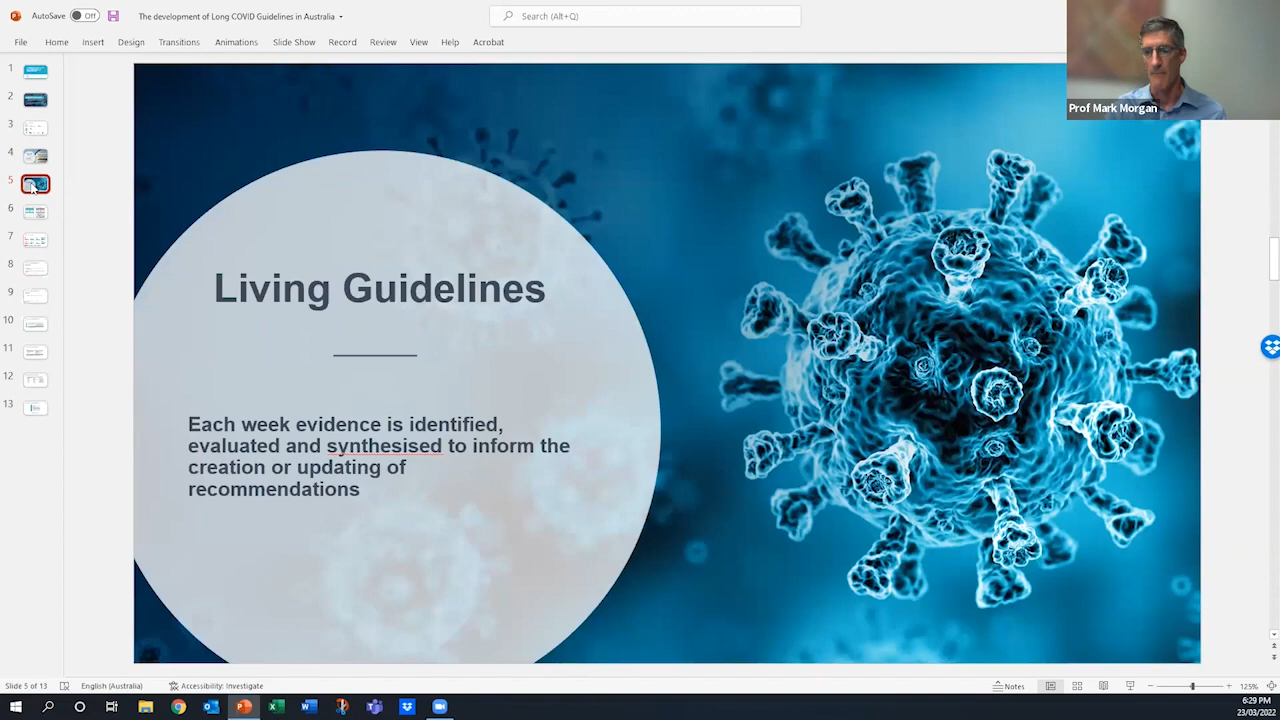 AutoSave Off
The development of Long COVID Guidelines in Australia
Search (Alt+Q)
File Home Insert Design Transitions Animations Slide Show Record Review View Help Acrobat
Prof Mark Morgan
1
2
3
4
5
6
7
8
9
10
11
12
13
Living Guidelines
Each week evidence is identified,
evaluated and synthesised to inform the
creation or updating of
recommendations
Slide 5 of 13 English (Australia) Accessibility: Investigate Notes 125%
6:29 PM
23/03/2022